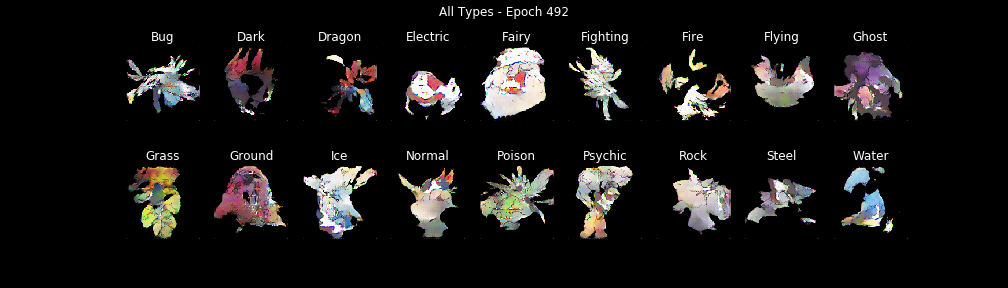 All Types - Epoch 492
Bug Dark Dragon Electric Fairy Fighting Fire Flying Ghost
Grass Ground Ice Normal Poison Psychic Rock Steel Water